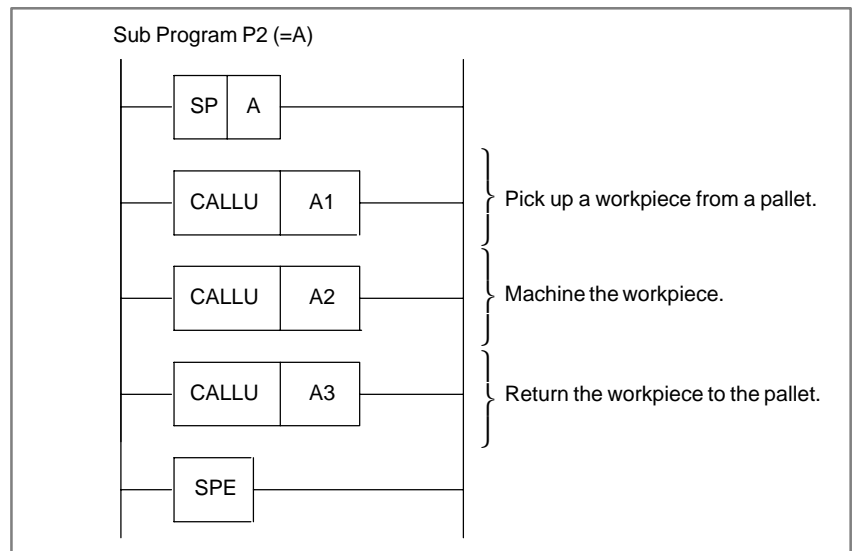 Sub Program P2 (=A)
SP A
CALLU A1 Pick up a workpiece from a pallet.
CALLU A2 Machine the workpiece.
CALLU A3 Return the workpiece to the pallet.
SPE